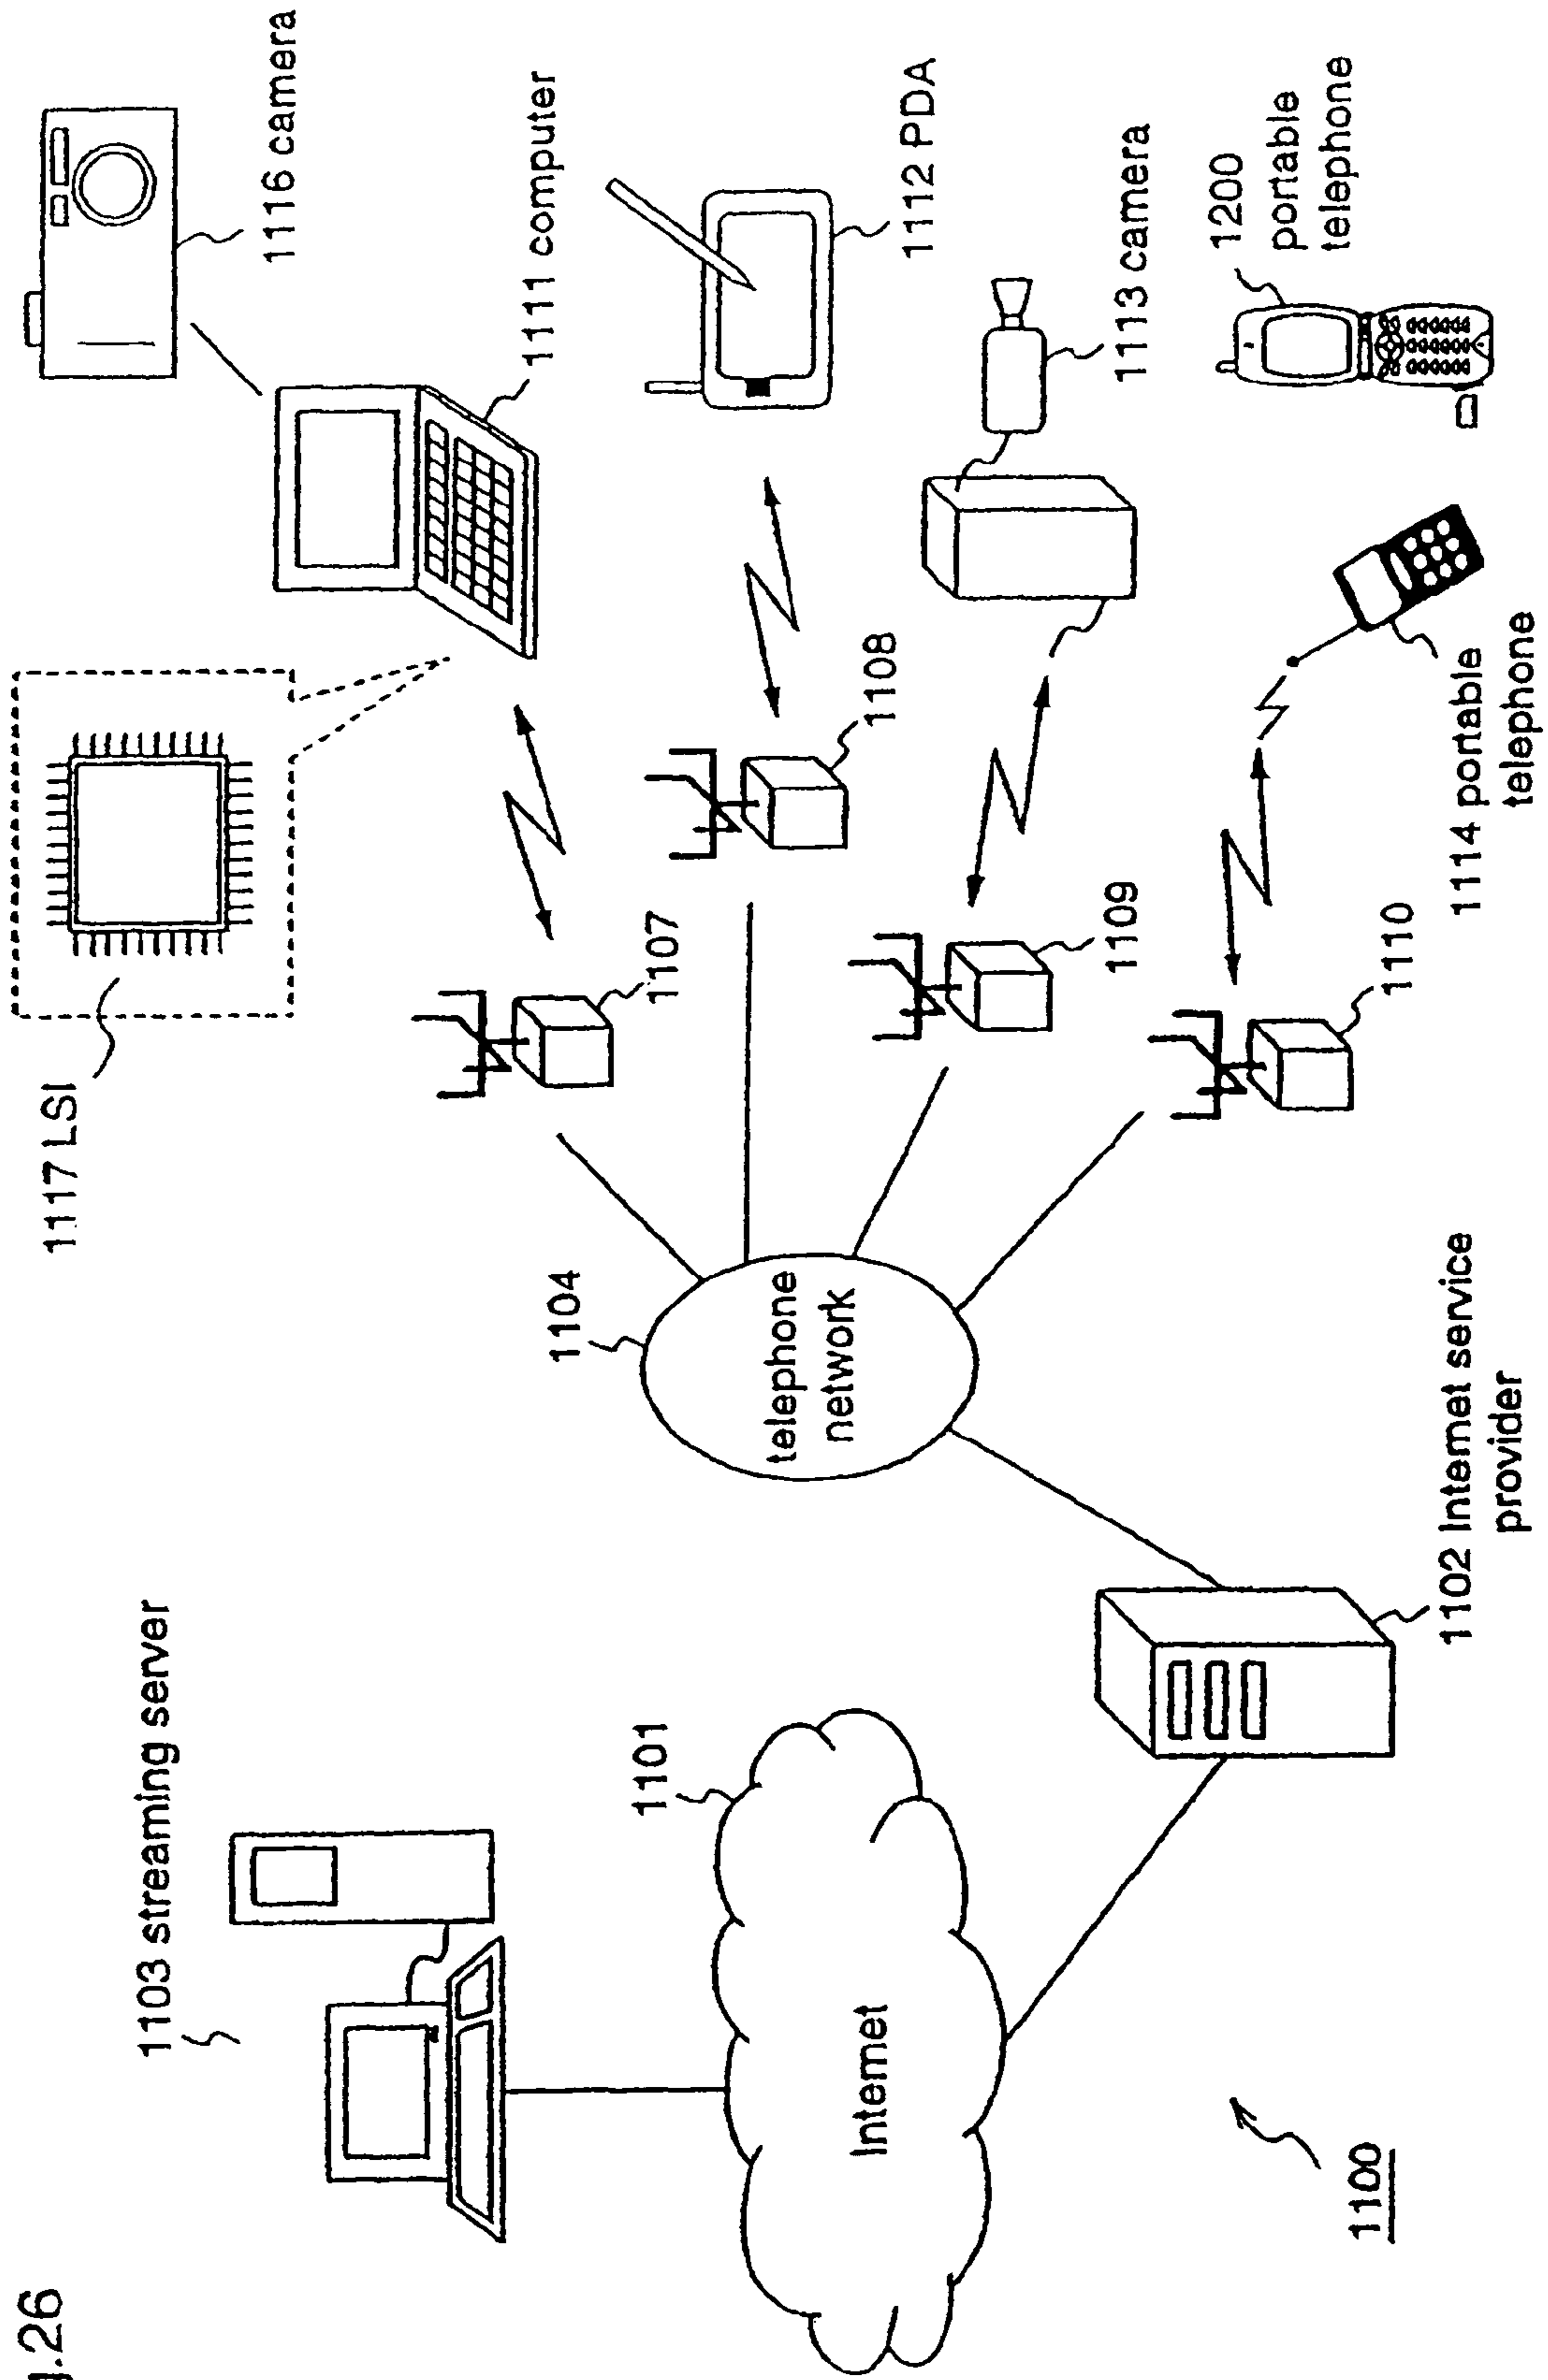 1117 LSI
1116 camera
1111 computer
1103 streaming server
1107
1108
1112 PDA
1104
telephone
network
1101
Internet
1109
1113 camera
1110
1200
portable
telephone
1114 portable
telephone
1102 Internet service
provider
1100